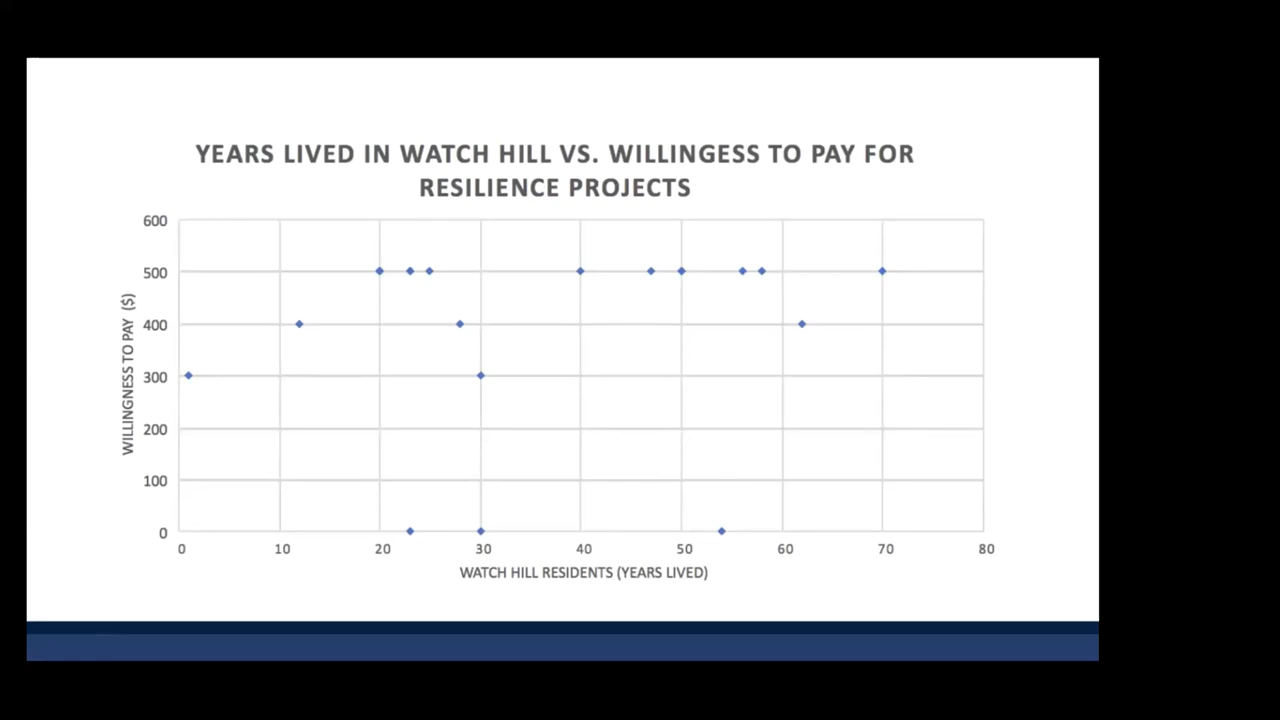 YEARS LIVED IN WATCH HILL VS. WILLINGESS TO PAY FOR
RESILIENCE PROJECTS
600
500
400
300
200
100
0
WILLINGNESS TO PAY ($)
0 10 20 30 40 50 60 70 80
WATCH HILL RESIDENTS (YEARS LIVED)